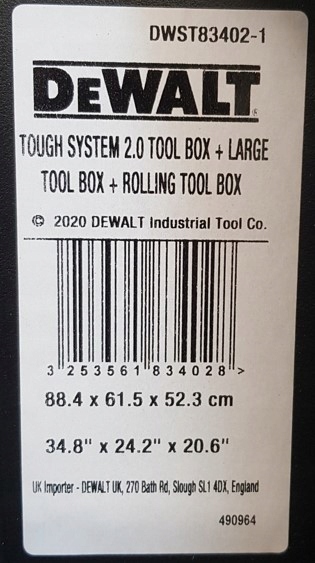 DWST83402-1
DEWALT®
TOUGH SYSTEM 2.0 TOOL BOX + LARGE
TOOL BOX + ROLLING TOOL BOX
© 2020 DEWALT Industrial Tool Co.
3 253561 834028 >
88.4 x 61.5 x 52.3 cm
34.8" x 24.2" x 20.6"
UK Importer - DEWALT UK, 270 Bath Rd, Slough SL1 4DX, England
490964